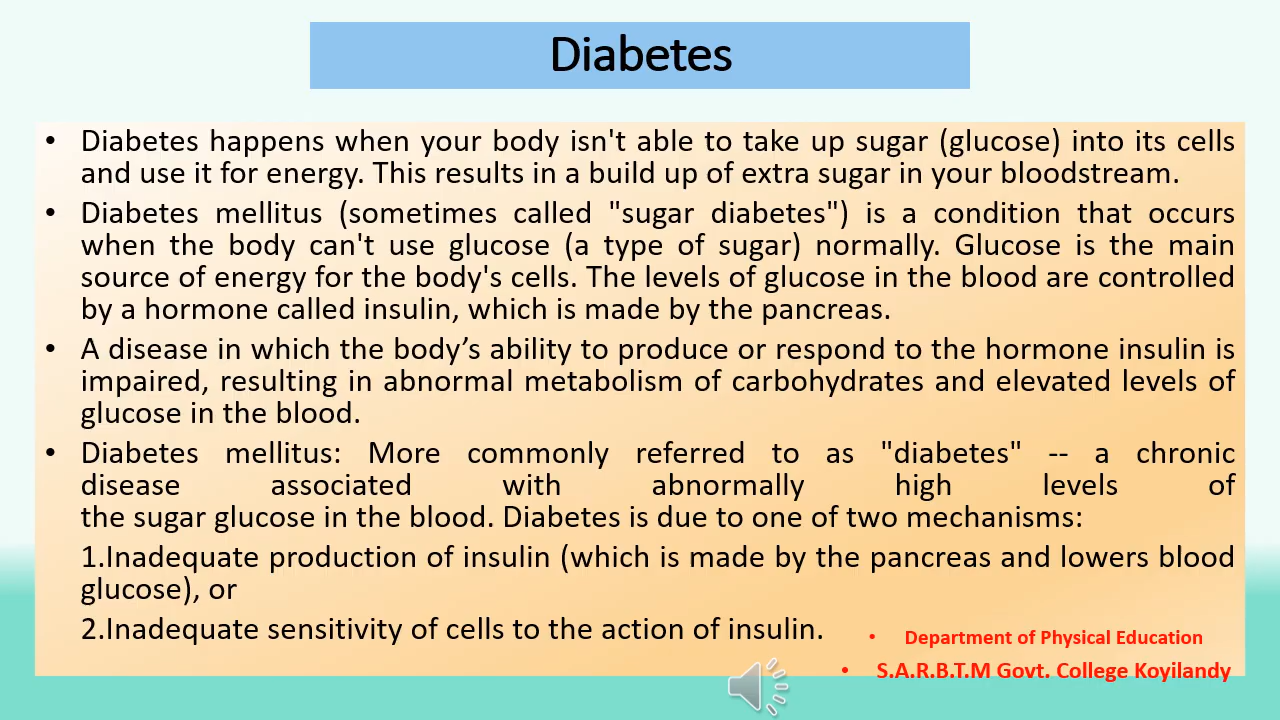 Diabetes
• Diabetes happens when your body isn't able to take up sugar (glucose) into its cells
and use it for energy. This results in a build up of extra sugar in your bloodstream.
• Diabetes mellitus (sometimes called "sugar diabetes") is a condition that occurs
when the body can't use glucose (a type of sugar) normally. Glucose is the main
source of energy for the body's cells. The levels of glucose in the blood are controlled
by a hormone called insulin, which is made by the pancreas.
• A disease in which the body’s ability to produce or respond to the hormone insulin is
impaired, resulting in abnormal metabolism of carbohydrates and elevated levels of
glucose in the blood.
• Diabetes mellitus: More commonly referred to as "diabetes" -- a chronic
disease associated with abnormally high levels of
the sugar glucose in the blood. Diabetes is due to one of two mechanisms:
1.Inadequate production of insulin (which is made by the pancreas and lowers blood
glucose), or
2.Inadequate sensitivity of cells to the action of insulin.
• Department of Physical Education
• S.A.R.B.T.M Govt. College Koyilandy